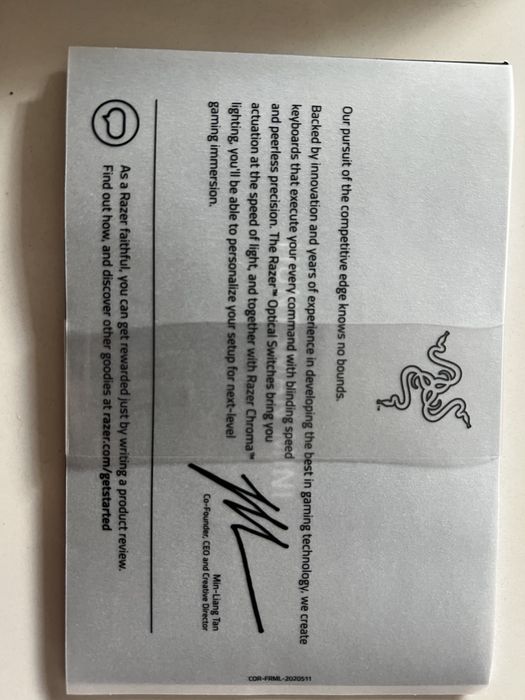 Our pursuit of the competitive edge knows no bounds.
Backed by innovation and years of experience in developing the best in gaming technology, we create
keyboards that execute your every command with blinding speed
and peerless precision. The Razer™ Optical Switches bring you
actuation at the speed of light, and together with Razer Chroma™
lighting, you'll be able to personalize your setup for next-level
gaming immersion.
Min-Liang Tan
Co-Founder, CEO and Creative Director
As a Razer faithful, you can get rewarded just by writing a product review.
Find out how, and discover other goodies at razer.com/getstarted
COR-FRML-2020511